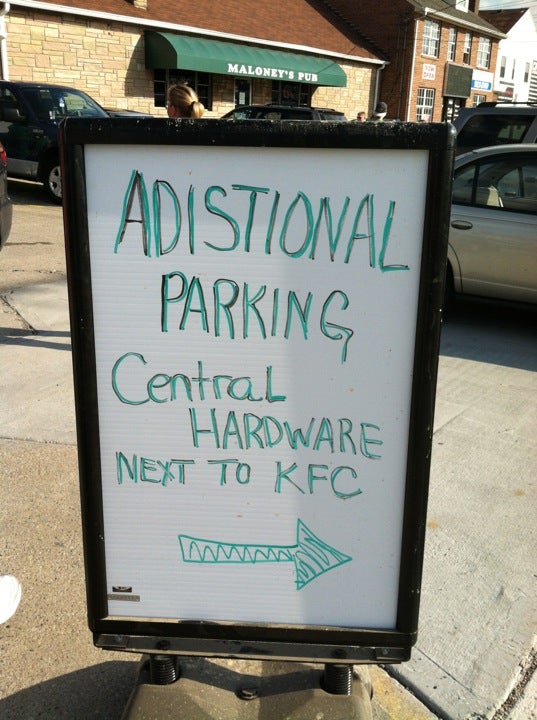 MALONEY'S PUB
ADISTIONAL
PARKING
Central
HARDWARE
NEXT TO KFC